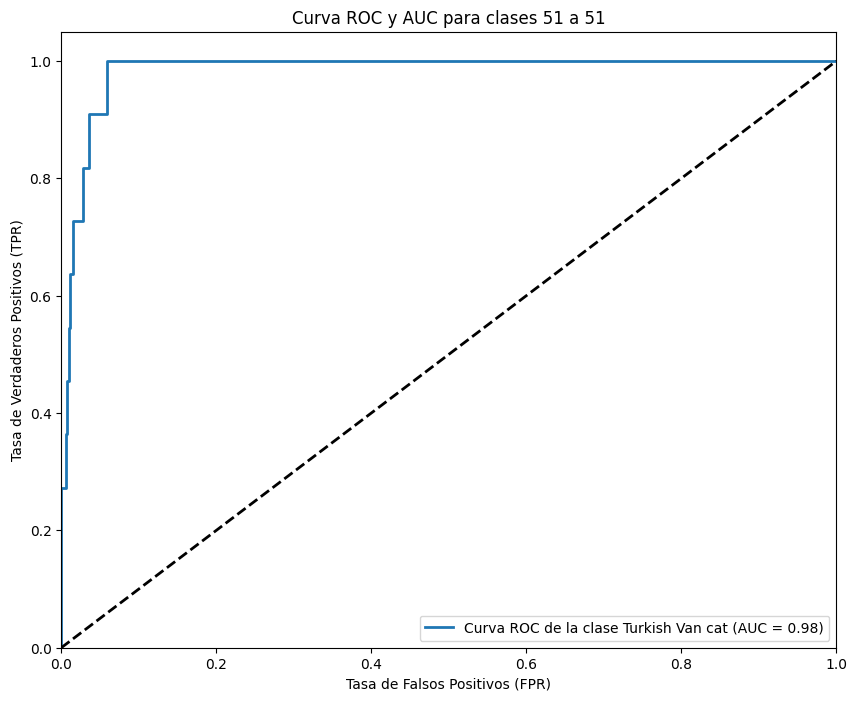 Curva ROC y AUC para clases 51 a 51
Tasa de Verdaderos Positivos (TPR)
1.0
0.8
0.6
0.4
0.2
0.0
0.0 0.2 0.4 0.6 0.8 1.0
Tasa de Falsos Positivos (FPR)
Curva ROC de la clase Turkish Van cat (AUC = 0.98)